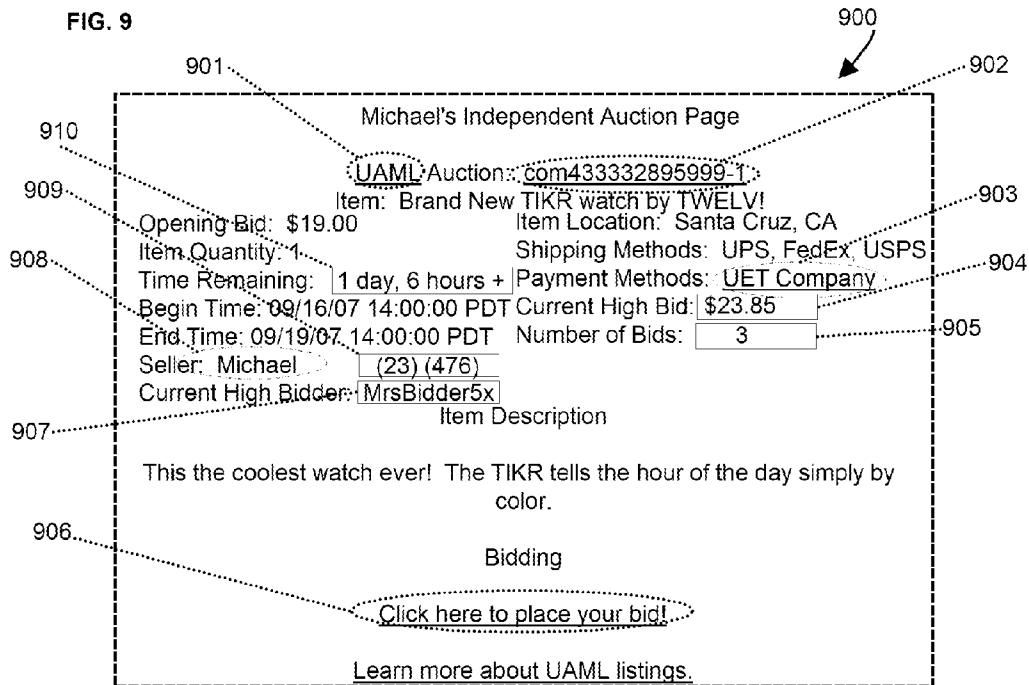 FIG. 9
900
901
902
Michael's Independent Auction Page
910
UAML Auction: com433332895999-1
909
Item: Brand New TIKR watch by TWELV!
903
Opening Bid: $19.00 Item Location: Santa Cruz, CA
Item Quantity: 1 Shipping Methods: UPS, FedEx, USPS
908
904
Time Remaining: 1 day, 6 hours + Payment Methods: UET Company
Begin Time: 09/16/07 14:00:00 PDT Current High Bid: $23.85
905
End Time: 09/19/07 14:00:00 PDT Number of Bids: 3
Seller: Michael (23) (476)
Current High Bidder: MrsBidder5x
907
Item Description
This the coolest watch ever! The TIKR tells the hour of the day simply by
color.
906
Bidding
Click here to place your bid!
Learn more about UAML listings.